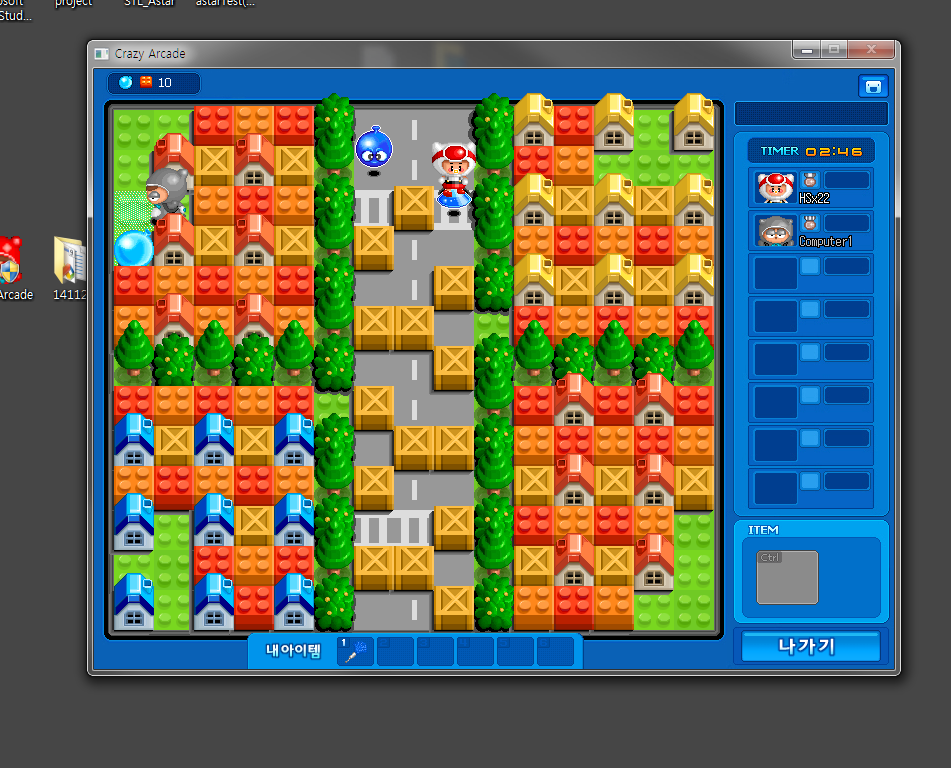 project
STL_Astar
astarTest(...
Stud...
Crazy Arcade
10
TIMER 02:46
HSx22
Computer1
Arcade
14112
ITEM
Ctrl
내아이템
1
나가기